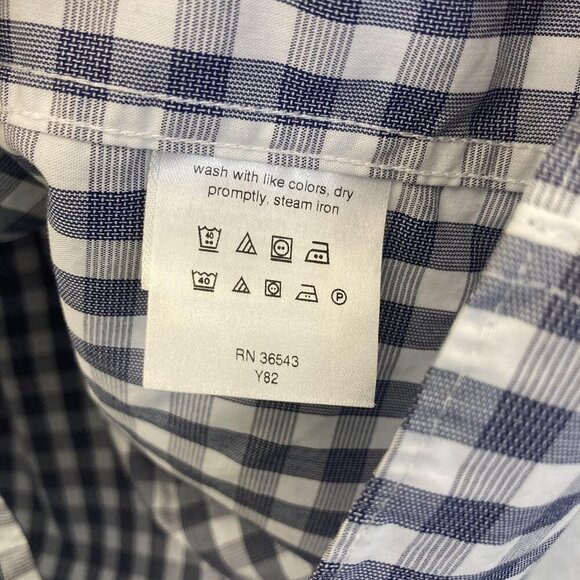 wash with like colors, dry
promptly, steam iron
40
40 P
RN 36543
Y82